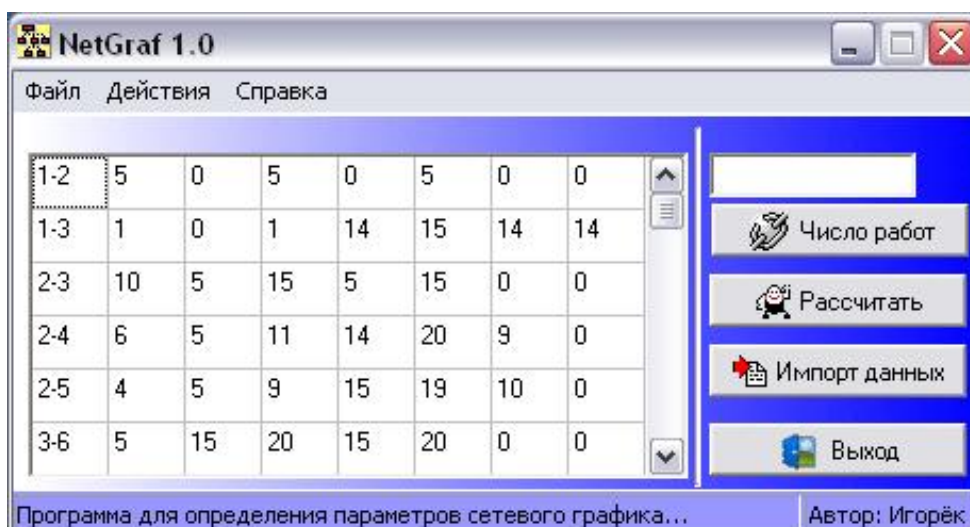 NetGraf 1.0
Файл Действия Справка
1-2 5 0 5 0 5 0 0
1-3 1 0 1 14 15 14 14
2-3 10 5 15 5 15 0 0
2-4 6 5 11 14 20 9 0
2-5 4 5 9 15 19 10 0
3-6 5 15 20 15 20 0 0
Число работ
Рассчитать
Импорт данных
Выход
Программа для определения параметров сетевого графика... Автор: Игорёк